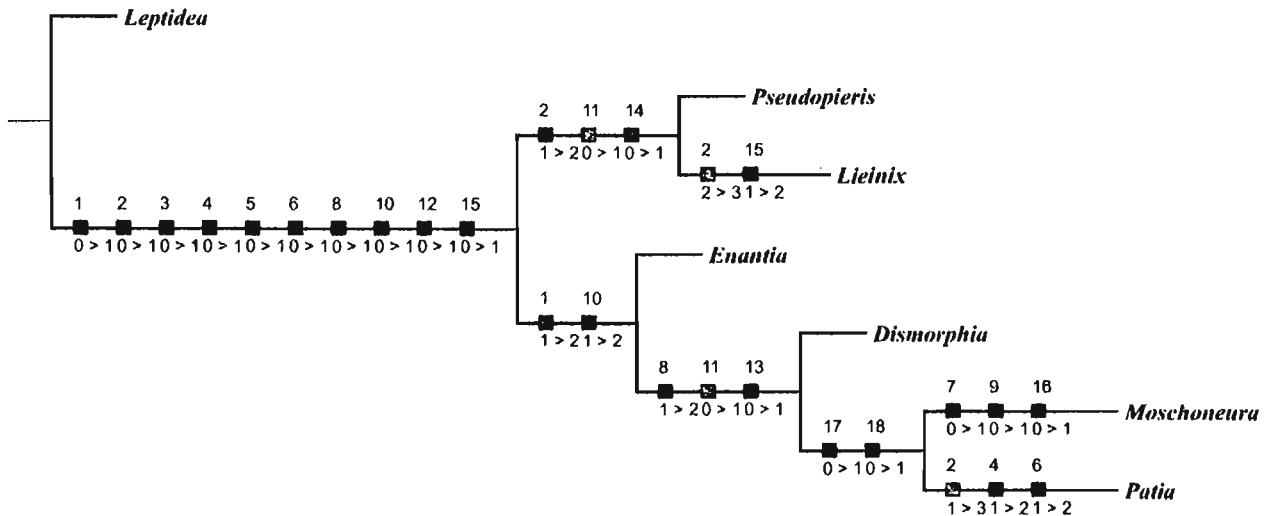 Leptidea
2 11 14
Pseudopieris
1 > 2 0 > 1 0 > 1
2 15
Lieinix
2 > 3 1 > 2
1 2 3 4 5 6 8 10 12 15
0 > 1 0 > 1 0 > 1 0 > 1 0 > 1 0 > 1 0 > 1 0 > 1 0 > 1 0 > 1
Enantia
1 10
1 > 2 1 > 2
Dismorphia
8 11 13
1 > 2 0 > 1 0 > 1
7 9 16
Moschoneura
0 > 1 0 > 1 0 > 1
17 18
0 > 1 0 > 1
2 4 6
Patia
1 > 3 1 > 2 1 > 2